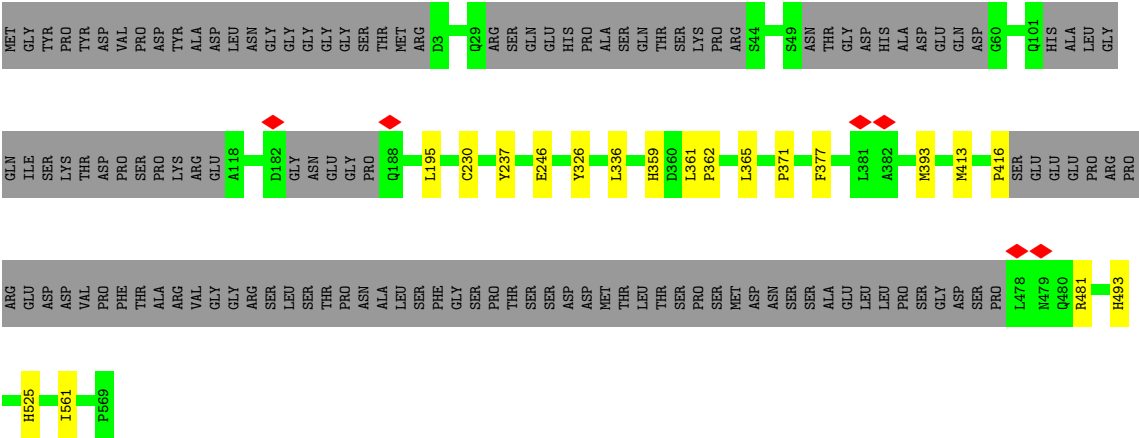 MET GLY TYR PRO TYR ASP VAL PRO ASP TYR ALA ASP LEU ASN GLY GLY GLY GLY GLY SER THR MET ARG D3 Q29 ARG SER GLN GLU HIS PRO ALA SER GLN THR SER LYS PRO ARG S44 S49 ASN THR GLY ASP HIS ALA ASP GLU GLN ASP G60 Q101 HIS ALA LEU GLY
GLN ILE SER LYS THR ASP PRO SER PRO LYS ARG GLU A118 D182 GLY ASN GLU GLY PRO Q188 L195 C230 Y237 E246 Y326 L336 H359 D360 L361 P362 L365 P371 F377 L381 A382 M393 M413 P416 SER GLU GLU GLU PRO ARG PRO
ARG GLU ASP ASP VAL PRO PHE THR ALA ARG VAL GLY GLY ARG SER LEU SER THR PRO ASN ALA LEU SER PHE GLY SER PRO THR SER SER ASP ASP MET THR LEU THR SER PRO SER MET ASP ASN SER SER ALA GLU LEU LEU PRO SER GLY ASP SER PRO L478 N479 Q480 R481 H493
H525 I561 P569